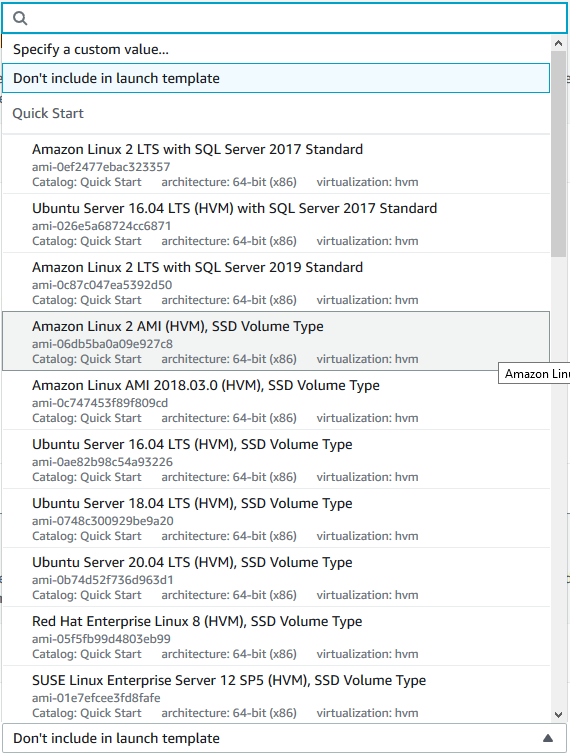 Specify a custom value...
Don't include in launch template
Quick Start
Amazon Linux 2 LTS with SQL Server 2017 Standard
ami-0ef2477ebac323357
Catalog: Quick Start architecture: 64-bit (x86) virtualization: hvm
Ubuntu Server 16.04 LTS (HVM) with SQL Server 2017 Standard
ami-026e5a68724cc6871
Catalog: Quick Start architecture: 64-bit (x86) virtualization: hvm
Amazon Linux 2 LTS with SQL Server 2019 Standard
ami-0c87c047ea5392d50
Catalog: Quick Start architecture: 64-bit (x86) virtualization: hvm
Amazon Linux 2 AMI (HVM), SSD Volume Type
ami-06db5ba0a09e927c8
Catalog: Quick Start architecture: 64-bit (x86) virtualization: hvm
Amazon Linu
Amazon Linux AMI 2018.03.0 (HVM), SSD Volume Type
ami-0c747453f89f809cd
Catalog: Quick Start architecture: 64-bit (x86) virtualization: hvm
Ubuntu Server 16.04 LTS (HVM), SSD Volume Type
ami-0ae82b98c54a93226
Catalog: Quick Start architecture: 64-bit (x86) virtualization: hvm
Ubuntu Server 18.04 LTS (HVM), SSD Volume Type
ami-0748c300929be9a20
Catalog: Quick Start architecture: 64-bit (x86) virtualization: hvm
Ubuntu Server 20.04 LTS (HVM), SSD Volume Type
ami-0b74d52f736d963d1
Catalog: Quick Start architecture: 64-bit (x86) virtualization: hvm
Red Hat Enterprise Linux 8 (HVM), SSD Volume Type
ami-05f5fb99d4803eb99
Catalog: Quick Start architecture: 64-bit (x86) virtualization: hvm
SUSE Linux Enterprise Server 12 SP5 (HVM), SSD Volume Type
ami-01e7efcee3fd8fafe
Catalog: Quick Start architecture: 64-bit (x86) virtualization: hvm
Don't include in launch template